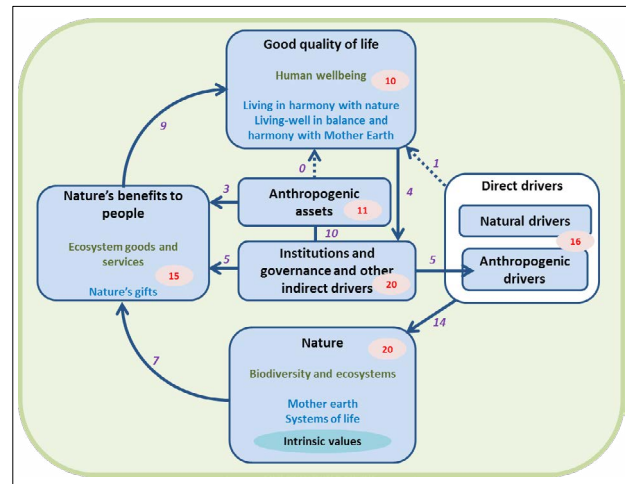 Good quality of life
Human wellbeing
10
Living in harmony with nature
Living-well in balance and
harmony with Mother Earth
9
0
1
Nature's benefits to
people
Ecosystem goods and
services
15
Nature's gifts
3
Anthropogenic
assets
11
4
10
Institutions and
governance and other
indirect drivers
20
5
5
Direct drivers
Natural drivers
16
Anthropogenic
drivers
14
7
Nature
20
Biodiversity and ecosystems
Mother earth
Systems of life
Intrinsic values